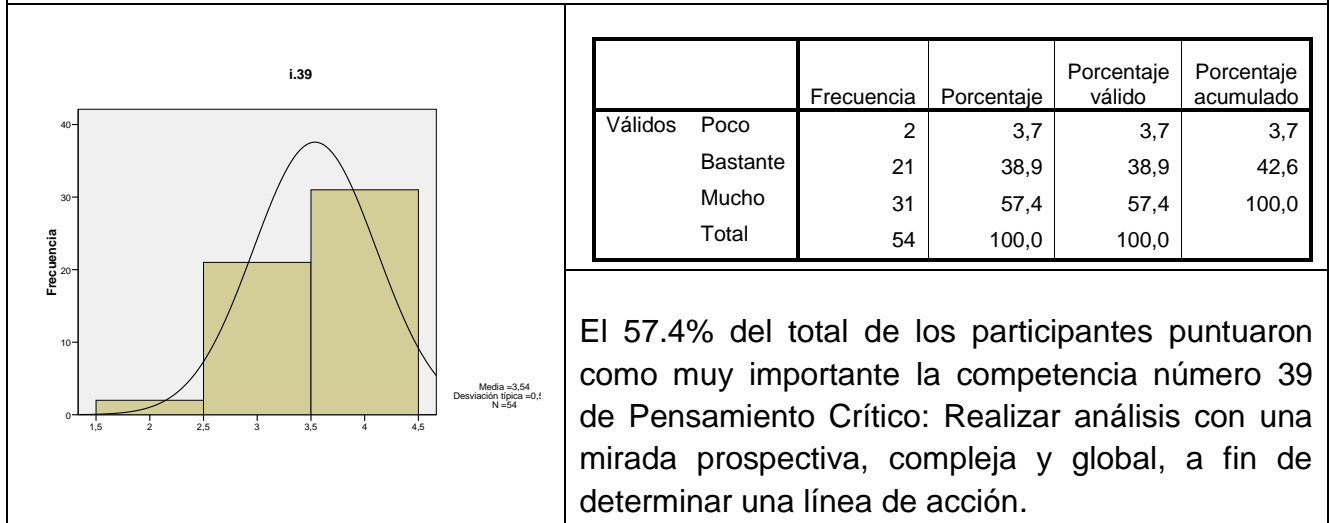 i.39
Frecuencia
40
30
20
10
0
1,5 2 2,5 3 3,5 4 4,5
Media =3,54
Desviación típica =0,5
N =54
Frecuencia Porcentaje Porcentaje válido Porcentaje acumulado
Válidos Poco 2 3,7 3,7 3,7
Bastante 21 38,9 38,9 42,6
Mucho 31 57,4 57,4 100,0
Total 54 100,0 100,0
El 57.4% del total de los participantes puntuaron
como muy importante la competencia número 39
de Pensamiento Crítico: Realizar análisis con una
mirada prospectiva, compleja y global, a fin de
determinar una línea de acción.